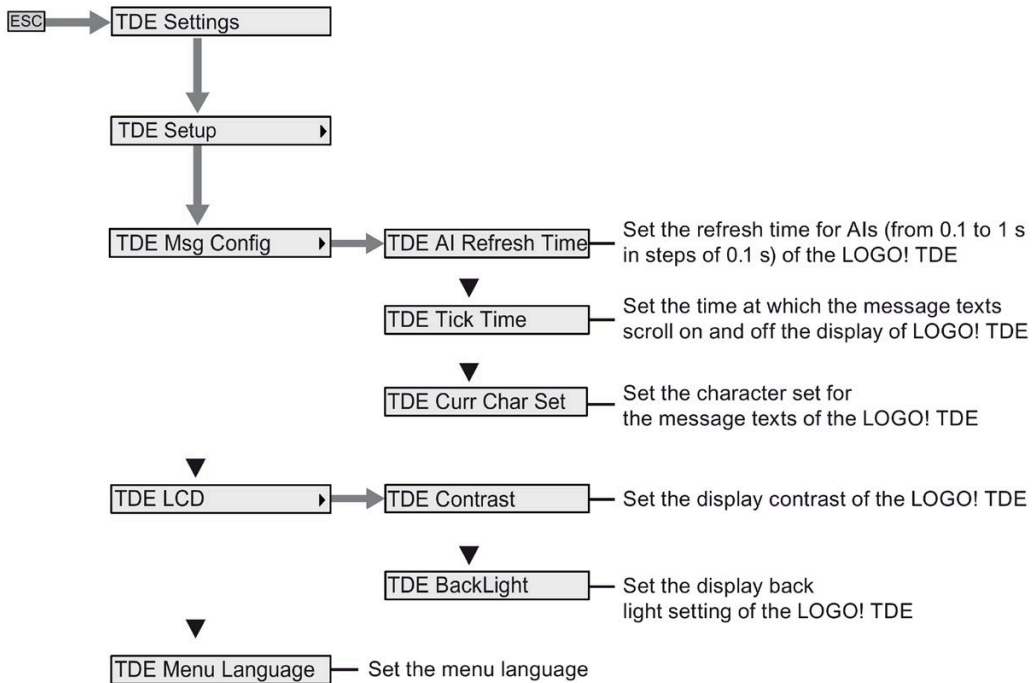 ESC
TDE Settings
TDE Setup
TDE Msg Config
TDE AI Refresh Time
Set the refresh time for AIs (from 0.1 to 1 s
in steps of 0.1 s) of the LOGO! TDE
TDE Tick Time
Set the time at which the message texts
scroll on and off the display of LOGO! TDE
TDE Curr Char Set
Set the character set for
the message texts of the LOGO! TDE
TDE LCD
TDE Contrast
Set the display contrast of the LOGO! TDE
TDE BackLight
Set the display back
light setting of the LOGO! TDE
TDE Menu Language
Set the menu language